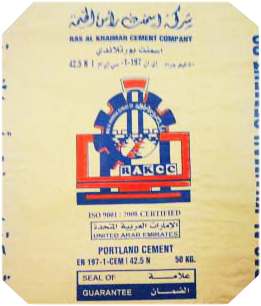 شركة اسمنت رأس الخيمة
RAS AL KHAIMAH CEMENT COMPANY
اسمنت بورتلاندي
42.5 N
RAKCC
ISO 9001 : 2008 CERTIFIED
الإمارات العربية المتحدة
UNITED ARAB EMIRATES
PORTLAND CEMENT
EN 197-1-CEM I 42.5 N 50 KG.
SEAL OF علامة
GUARANTEE الضمان